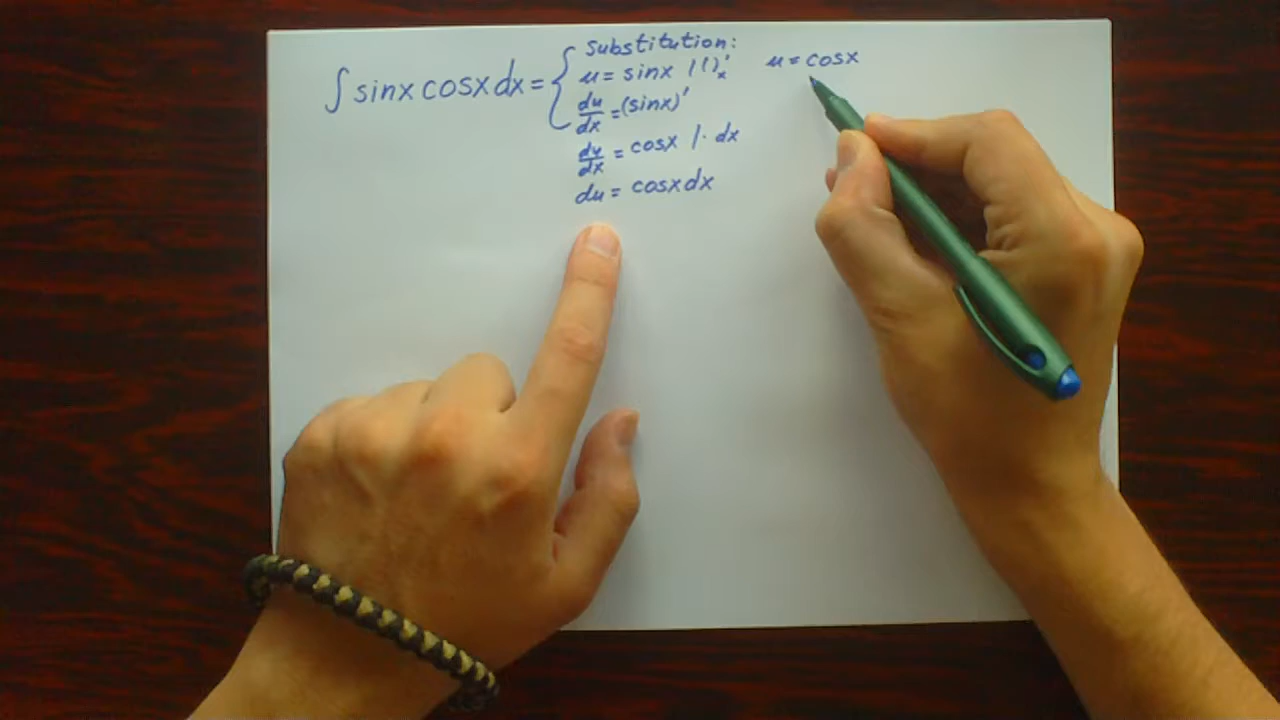 ∫ sinx cosx dx =
Substitution:
u = sinx /()'ₓ
du/dx = (sinx)'
du/dx = cosx /· dx
du = cosx dx
u = cosx